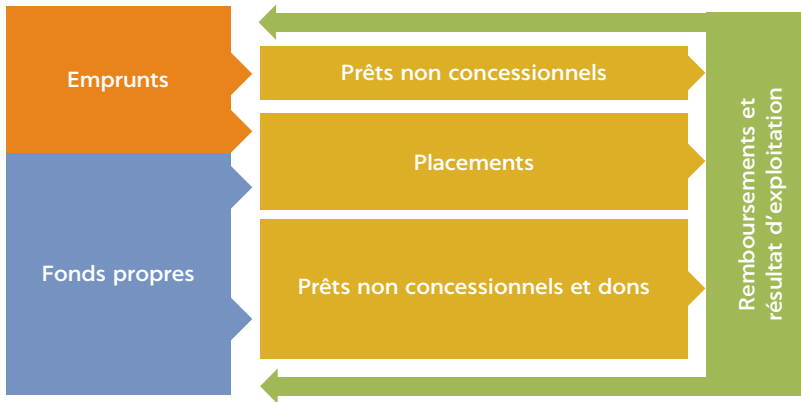 Emprunts
Prêts non concessionnels
Placements
Fonds propres
Prêts non concessionnels et dons
Remboursements et
résultat d’exploitation